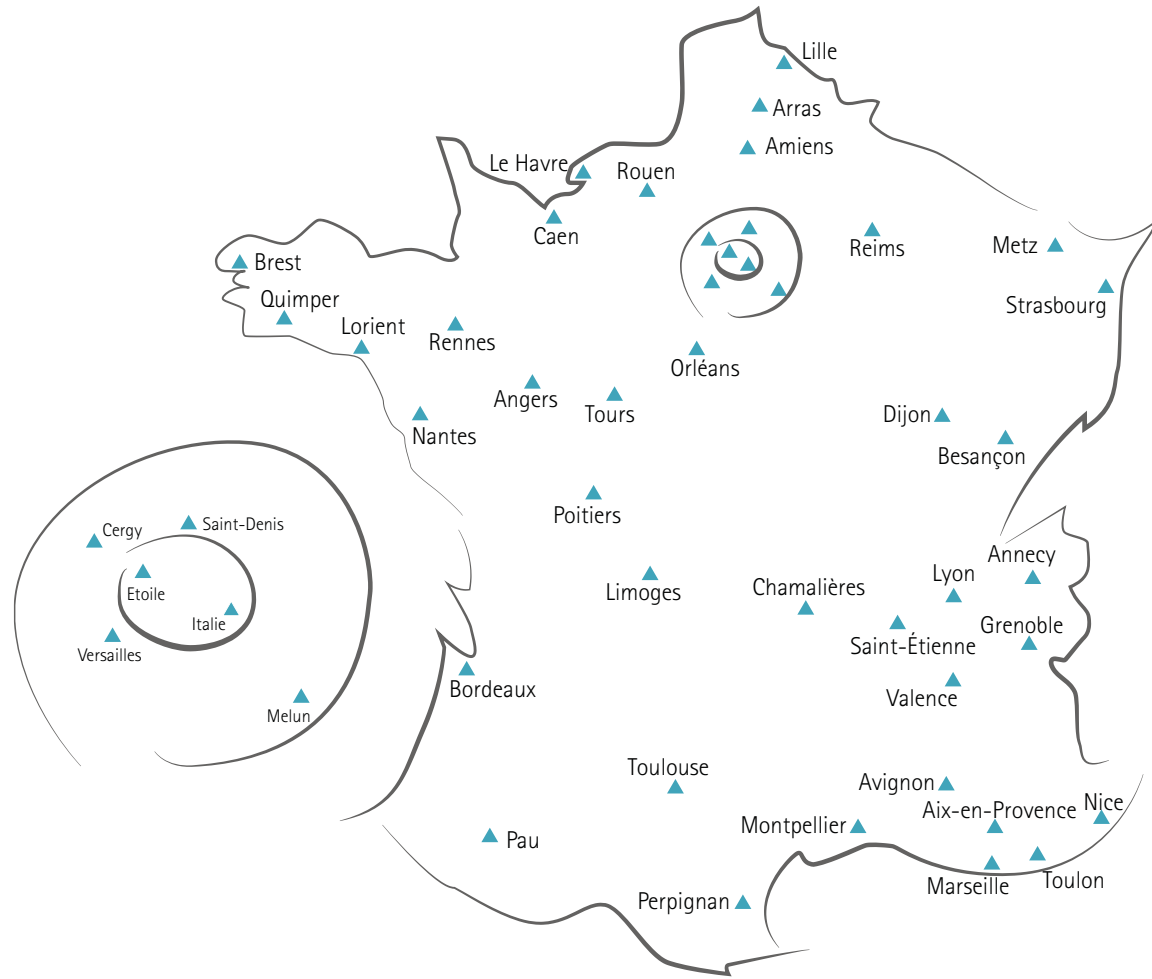 Lille
Arras
Amiens
Le Havre
Rouen
Caen
Reims
Metz
Brest
Strasbourg
Quimper
Lorient
Rennes
Orléans
Angers
Tours
Dijon
Nantes
Besançon
Poitiers
Cergy
Saint-Denis
Etoile
Italie
Versailles
Melun
Annecy
Lyon
Limoges
Chamalières
Grenoble
Saint-Étienne
Bordeaux
Valence
Toulouse
Avignon
Aix-en-Provence
Nice
Montpellier
Pau
Marseille
Toulon
Perpignan